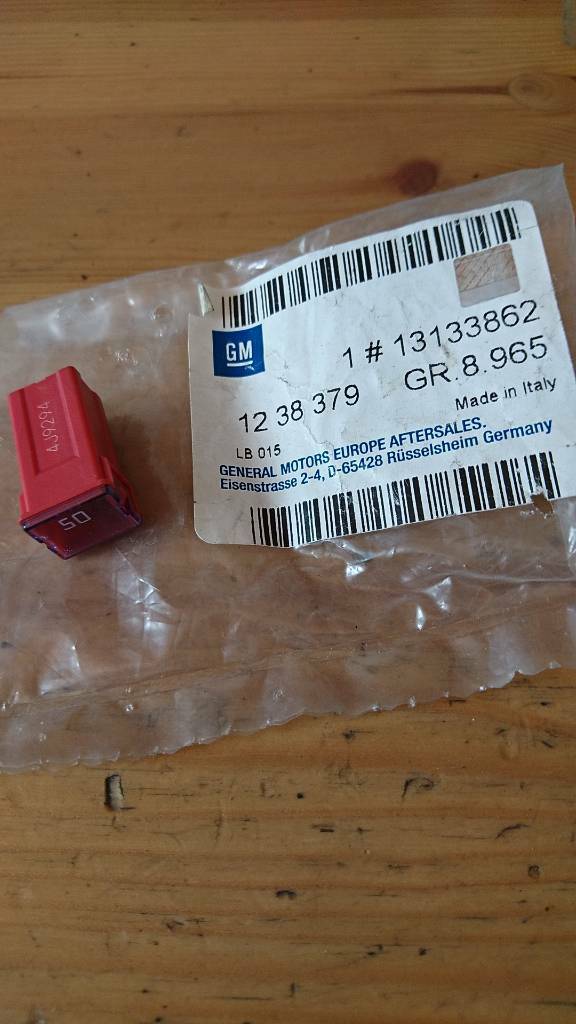 GM
1 # 13133862
12 38 379
GR.8.965
LB 015
Made in Italy
GENERAL MOTORS EUROPE AFTERSALES.
Eisenstrasse 2-4, D-65428 Rüsselsheim Germany
4J9294
50